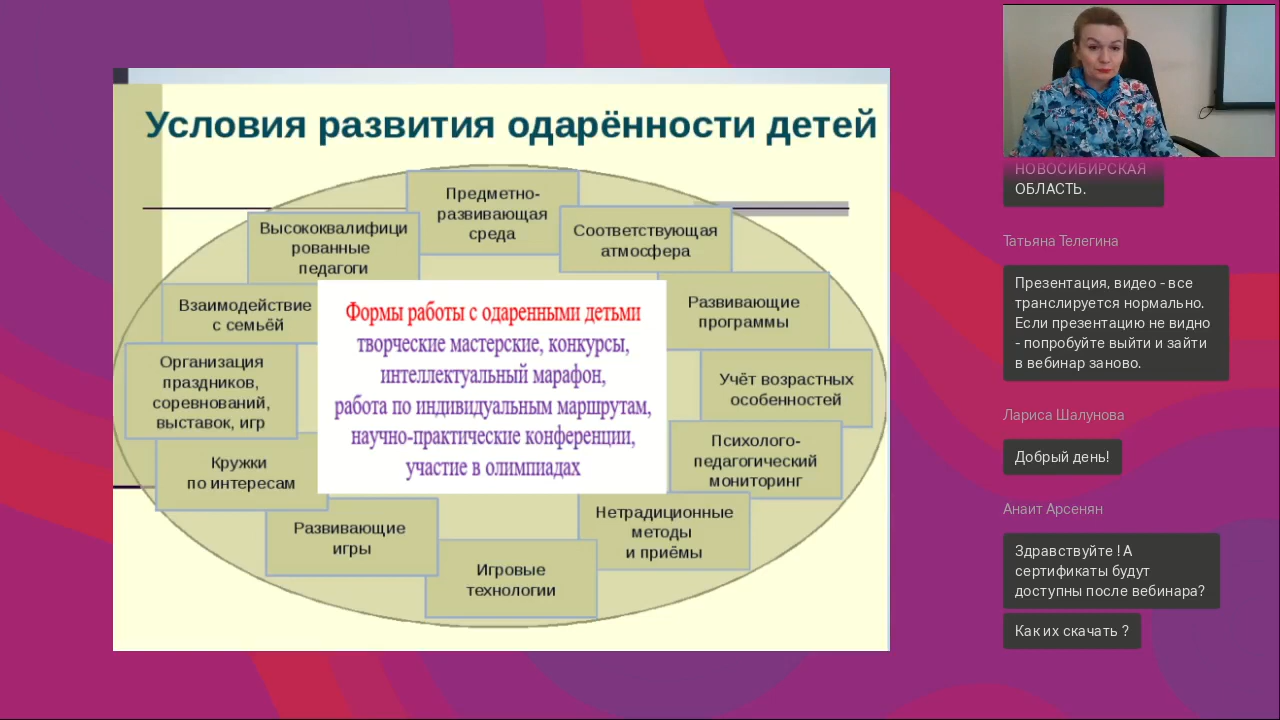 Условия развития одарённости детей
Предметно-
развивающая
среда
Высококвалифици
рованные
педагоги
Соответствующая
атмосфера
Взаимодействие
с семьёй
Развивающие
программы
Организация
праздников,
соревнований,
выставок, игр
Учёт возрастных
особенностей
Кружки
по интересам
Психолого-
педагогический
мониторинг
Развивающие
игры
Нетрадиционные
методы
и приёмы
Игровые
технологии
Формы работы с одаренными детьми
творческие мастерские, конкурсы,
интеллектуальный марафон,
работа по индивидуальным маршрутам,
научно-практические конференции,
участие в олимпиадах
НОВОСИБИРСКАЯ
ОБЛАСТЬ.
Татьяна Телегина
Презентация, видео - все
транслируется нормально.
Если презентацию не видно
- попробуйте выйти и зайти
в вебинар заново.
Лариса Шалунова
Добрый день!
Анаит Арсенян
Здравствуйте ! А
сертификаты будут
доступны после вебинара?
Как их скачать ?